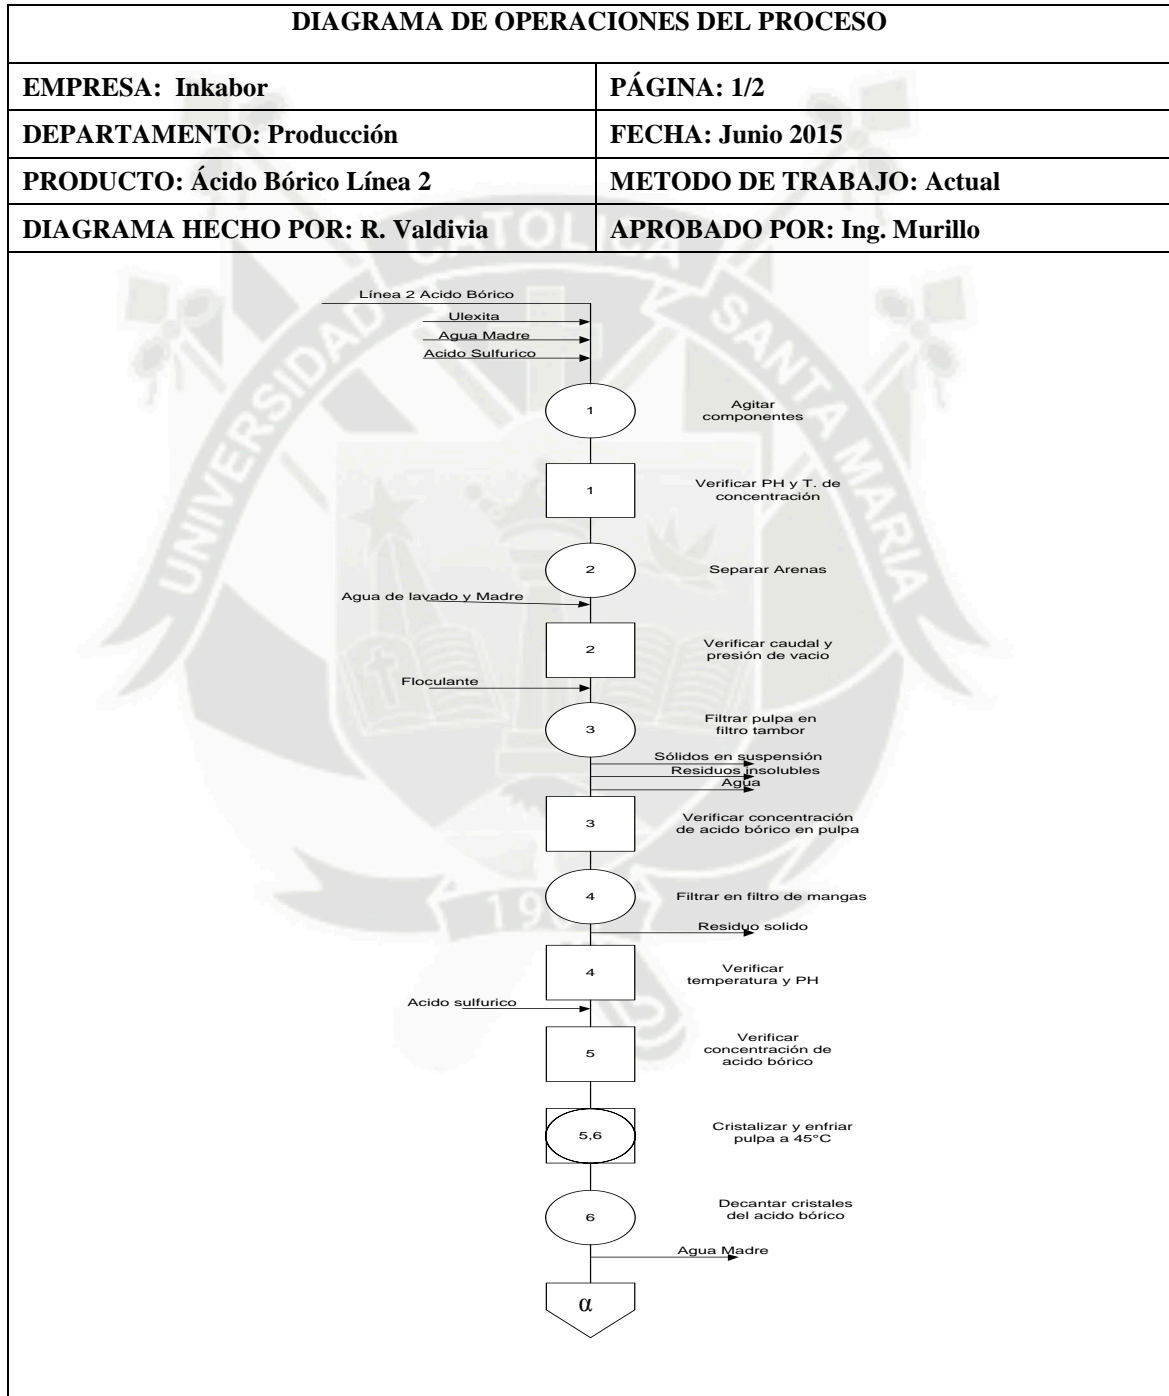 DIAGRAMA DE OPERACIONES DEL PROCESO
EMPRESA: Inkabor
PÁGINA: 1/2
DEPARTAMENTO: Producción
FECHA: Junio 2015
PRODUCTO: Ácido Bórico Línea 2
METODO DE TRABAJO: Actual
DIAGRAMA HECHO POR: R. Valdivia
APROBADO POR: Ing. Murillo
UNIVERSIDAD CATOLICA SANTA MARIA
Línea 2 Acido Bórico
Ulexita
Agua Madre
Acido Sulfurico
1
Agitar
componentes
1
Verificar PH y T. de
concentración
2
Separar Arenas
Agua de lavado y Madre
2
Verificar caudal y
presión de vacio
Floculante
3
Filtrar pulpa en
filtro tambor
Sólidos en suspensión
Residuos insolubles
Agua
3
Verificar concentración
de acido bórico en pulpa
4
Filtrar en filtro de mangas
Residuo solido
4
Verificar
temperatura y PH
Acido sulfurico
5
Verificar
concentración de
acido bórico
5,6
Cristalizar y enfriar
pulpa a 45°C
6
Decantar cristales
del acido bórico
Agua Madre
α